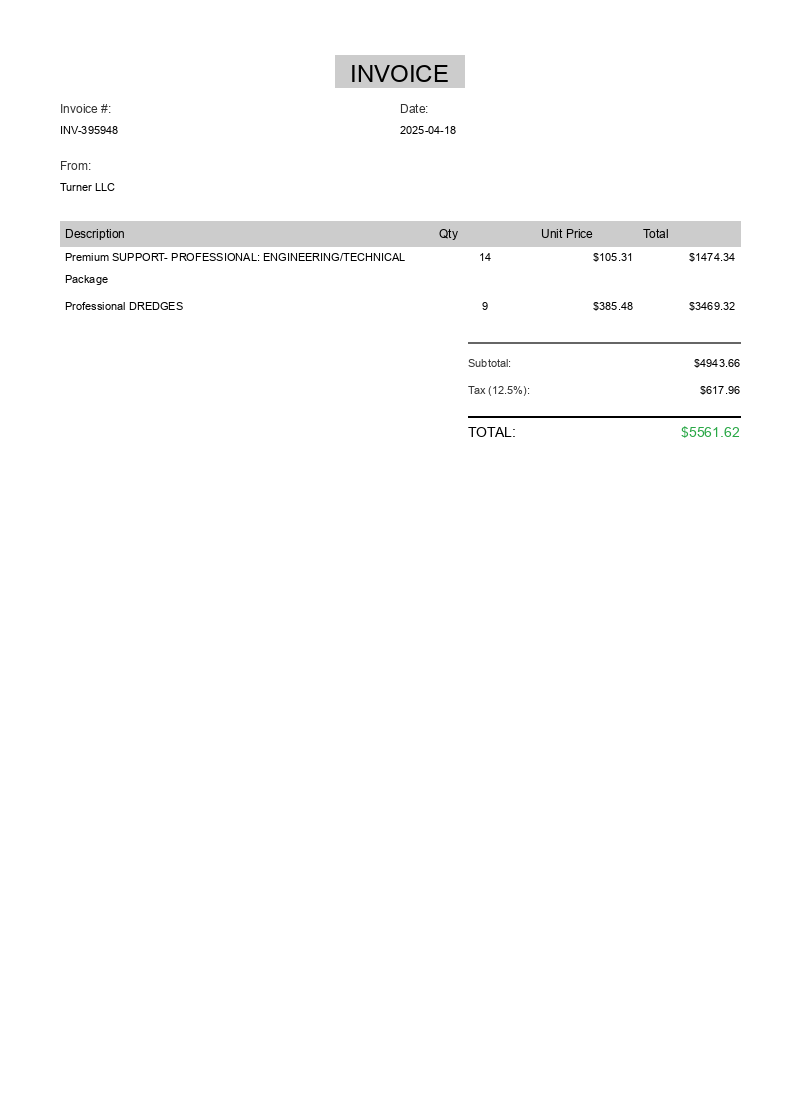 INVOICE
Invoice #: Date:
INV-395948 2025-04-18
From:
Turner LLC
Description Qty Unit Price Total
Premium SUPPORT- PROFESSIONAL: ENGINEERING/TECHNICAL 14 $105.31 $1474.34
Package
Professional DREDGES 9 $385.48 $3469.32
Subtotal: $4943.66
Tax (12.5%): $617.96
TOTAL: $5561.62